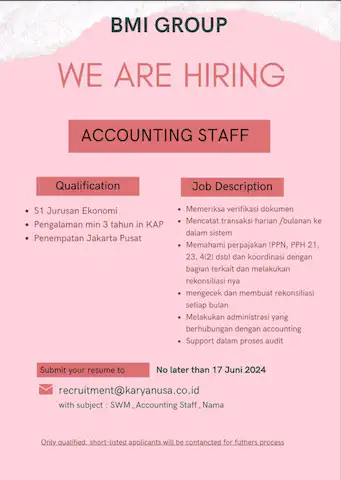 BMI GROUP
WE ARE HIRING
ACCOUNTING STAFF
Qualification
• S1 Jurusan Ekonomi
• Pengalaman min 3 tahun in KAP
• Penempatan Jakarta Pusat
Job Description
• Memeriksa verifikasi dokumen
• Mencatat transaksi harian /bulanan ke
dalam sistem
• Memahami perpajakan (PPN, PPH 21,
23, 4(2) dsb) dan koordinasi dengan
bagian terkait dan melakukan
rekonsiliasi nya
• mengecek dan membuat rekonsiliasi
setiap bulan
• Melakukan administrasi yang
berhubungan dengan accounting
• Support dalam proses audit
Submit your resume to
No later than 17 Juni 2024
recruitment@karyanusa.co.id
with subject : SWM_Accounting Staff_Nama
Only qualified, short-listed applicants will be contancted for futhers process